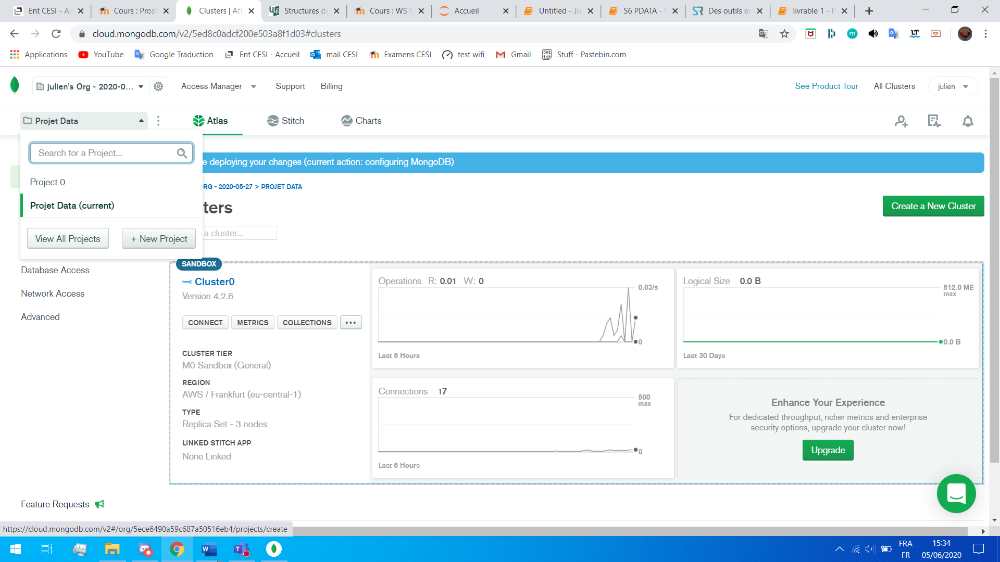 Ent CESI - Ac
Cours : Prosi
Clusters | Atl
Structures de
Cours : WS
Accueil
Untitled - Ju
S6 PDATA -
Des outils en
livrable 1 - P
cloud.mongodb.com/v2/5ed8c0adcf200e503a8f1d03#clusters
Applications
YouTube
Google Traduction
Ent CESI - Accueil
mail CESI
Examens CESI
test wifi
Gmail
Stuff - Pastebin.com
julien's Org - 2020-0...
Access Manager
Support
Billing
See Product Tour
All Clusters
julien
Projet Data
Atlas
Stitch
Charts
Search for a Project...
e deploying your changes (current action: configuring MongoDB)
Project 0
RG - 2020-05-27 > PROJET DATA
Projet Data (current)
sters
Create a New Cluster
a cluster...
View All Projects
+ New Project
SANDBOX
Database Access
Network Access
Advanced
Cluster0
Version 4.2.6
CONNECT
METRICS
COLLECTIONS
...
CLUSTER TIER
M0 Sandbox (General)
REGION
AWS / Frankfurt (eu-central-1)
TYPE
Replica Set - 3 nodes
LINKED STITCH APP
None Linked
Operations R: 0.01 W: 0
0.03/s
0
Last 6 Hours
Logical Size 0.0 B
512.0 MB
max
0.0 B
Last 30 Days
Connections 17
500
max
0
Last 6 Hours
Enhance Your Experience
For dedicated throughput, richer metrics and enterprise
security options, upgrade your cluster now!
Upgrade
Feature Requests
https://cloud.mongodb.com/v2#/org/5ece6490a59c687a50516eb4/projects/create
FRA
FR
15:34
05/06/2020